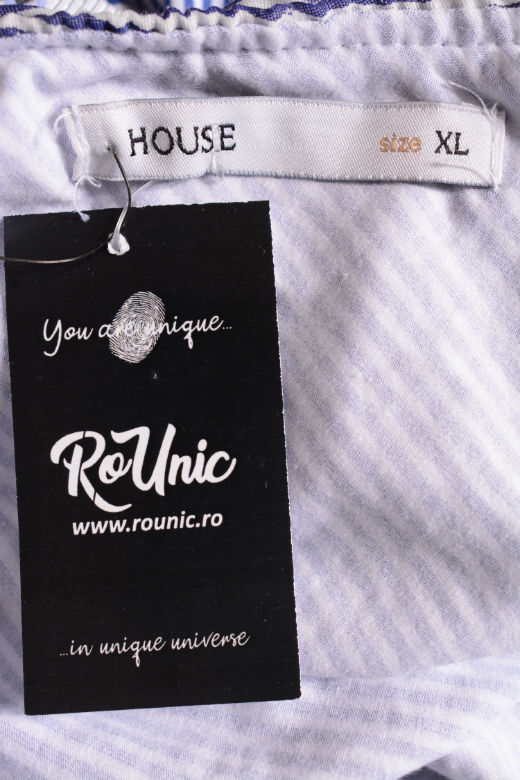 HOUSE size XL
You are unique...
RoUnic
www.rounic.ro
...in unique universe